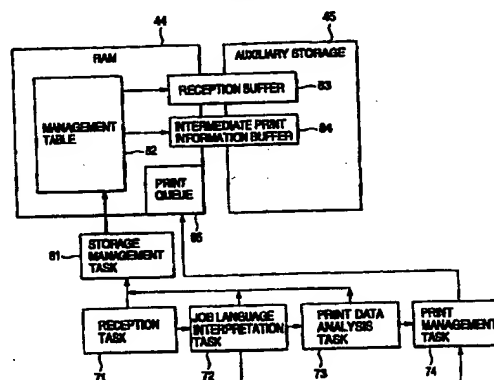 44
45
RAM
AUXILIARY STORAGE
RECEPTION BUFFER
83
MANAGEMENT
TABLE
INTERMEDIATE PRINT
INFORMATION BUFFER
84
82
PRINT
QUEUE
85
81
STORAGE
MANAGEMENT
TASK
RECEPTION
TASK
JOB LANGUAGE
INTERPRETATION
TASK
PRINT DATA
ANALYSIS
TASK
PRINT
MANAGEMENT
TASK
71
72
73
74